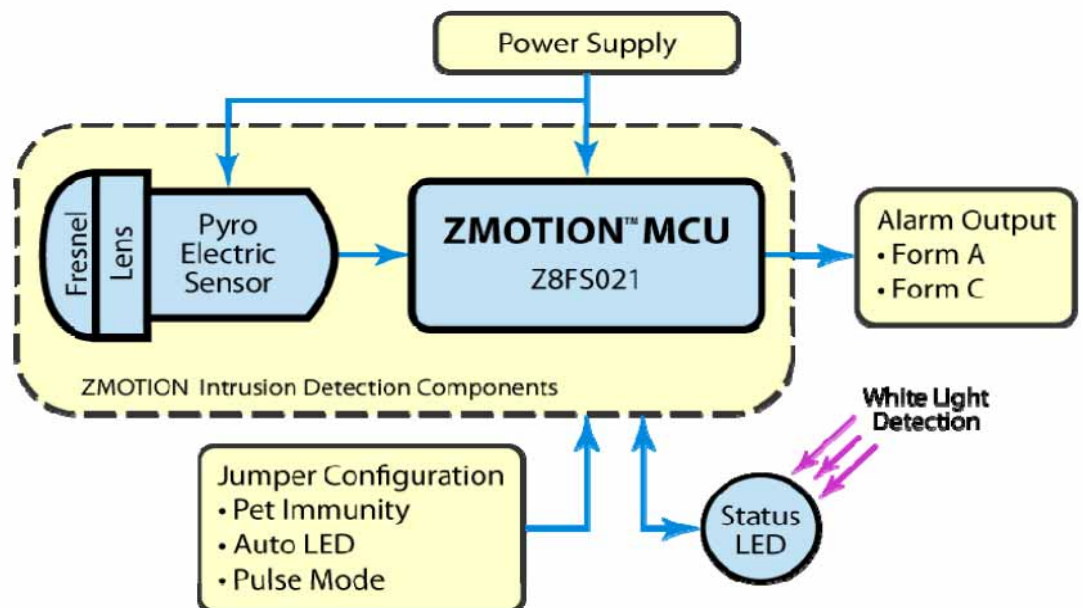 Power Supply
Fresnel
Lens
Pyro
Electric
Sensor
ZMOTION™ MCU
Z8FS021
Alarm Output
• Form A
• Form C
ZMOTION Intrusion Detection Components
White Light
Detection
Jumper Configuration
• Pet Immunity
• Auto LED
• Pulse Mode
Status
LED